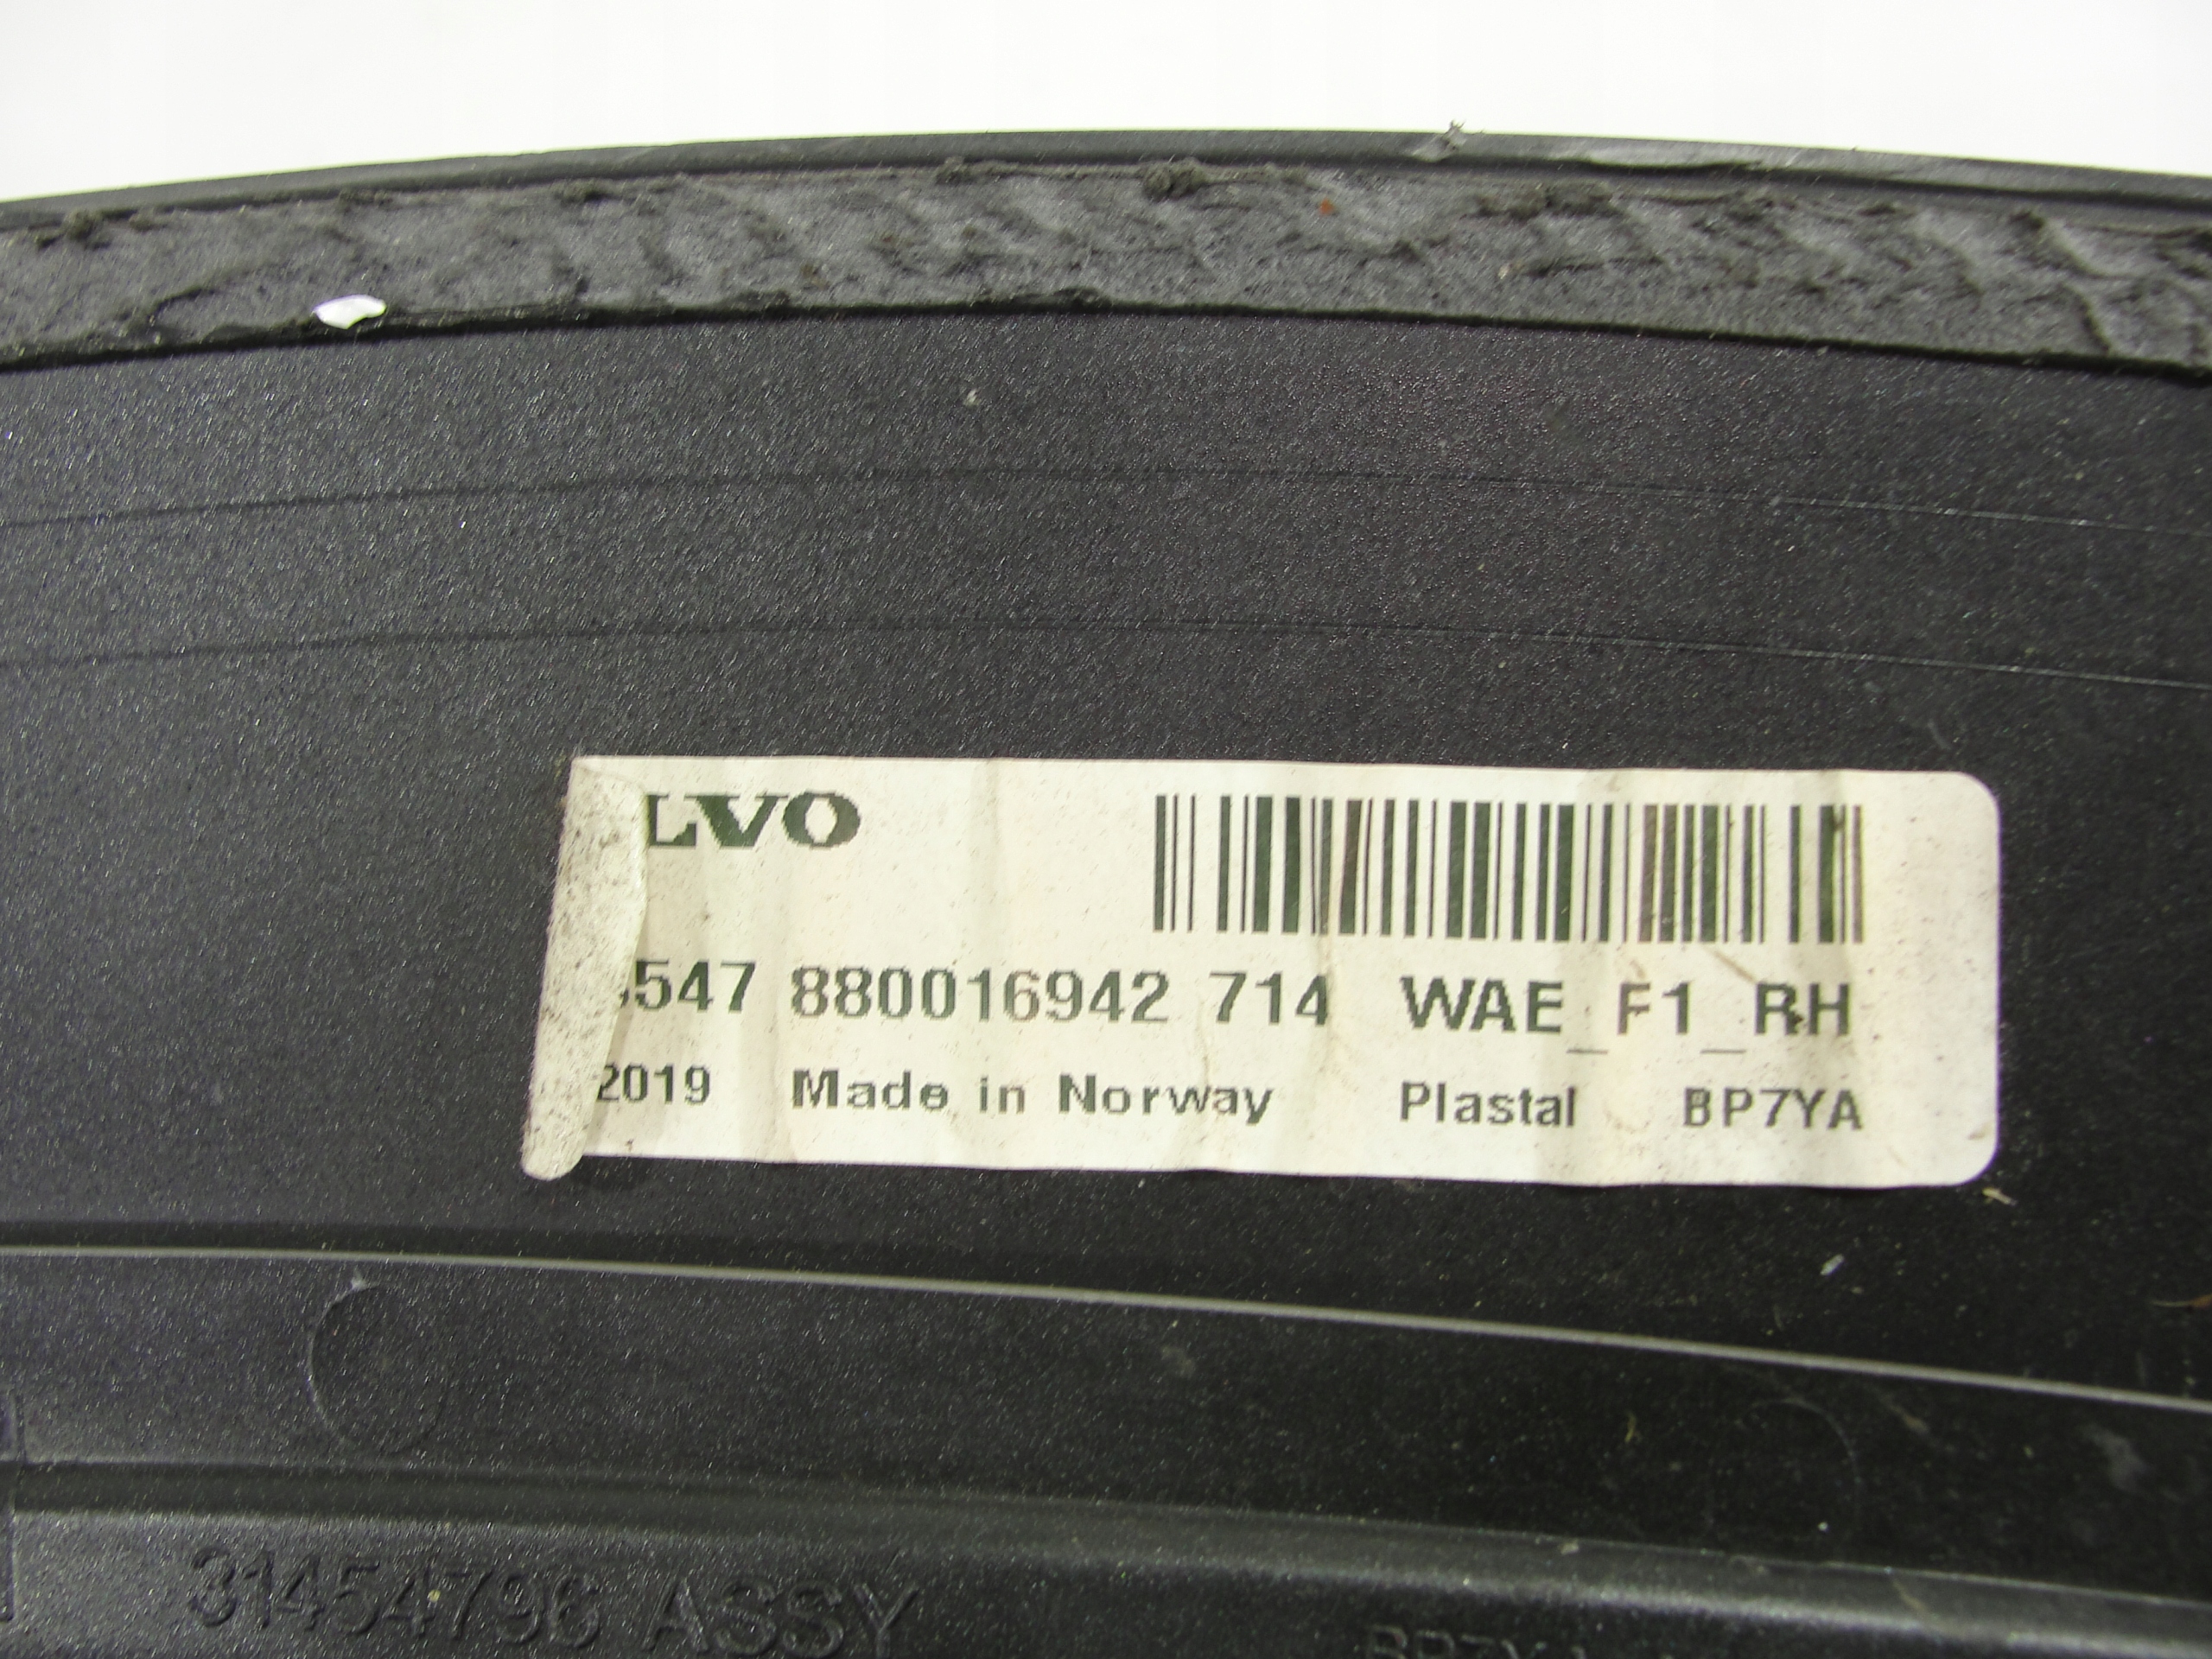 LVO
547 880016942 714 WAE_F1_RH
2019 Made in Norway Plastal BP7YA
31454796 ASSY